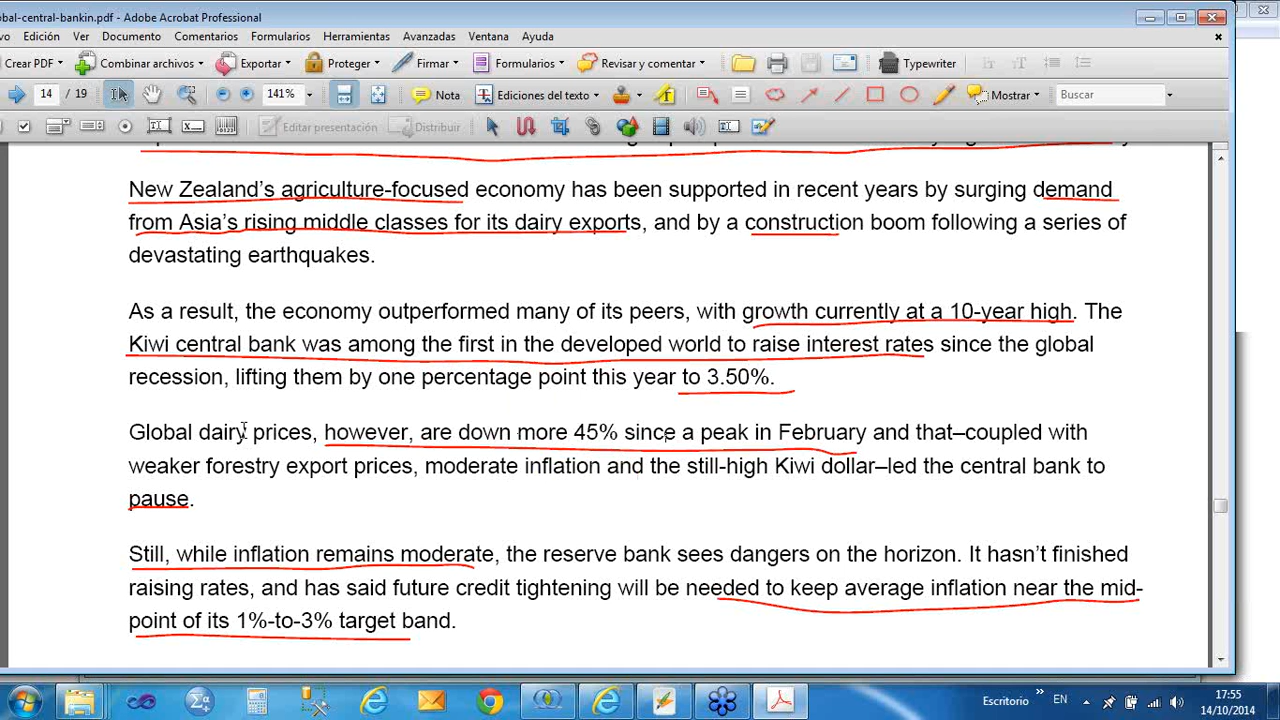 bal-central-bankin.pdf - Adobe Acrobat Professional
vo Edición Ver Documento Comentarios Formularios Herramientas Avanzadas Ventana Ayuda
Crear PDF Combinar archivos Exportar Proteger Firmar Formularios Revisar y comentar Typewriter
14 / 19 141% Nota Ediciones del texto Mostrar Buscar
Editar presentación Distribuir
New Zealand's agriculture-focused economy has been supported in recent years by surging demand
from Asia's rising middle classes for its dairy exports, and by a construction boom following a series of
devastating earthquakes.
As a result, the economy outperformed many of its peers, with growth currently at a 10-year high. The
Kiwi central bank was among the first in the developed world to raise interest rates since the global
recession, lifting them by one percentage point this year to 3.50%.
Global dairy prices, however, are down more 45% since a peak in February and that–coupled with
weaker forestry export prices, moderate inflation and the still-high Kiwi dollar–led the central bank to
pause.
Still, while inflation remains moderate, the reserve bank sees dangers on the horizon. It hasn't finished
raising rates, and has said future credit tightening will be needed to keep average inflation near the mid-
point of its 1%-to-3% target band.
Escritorio » EN 17:55
14/10/2014